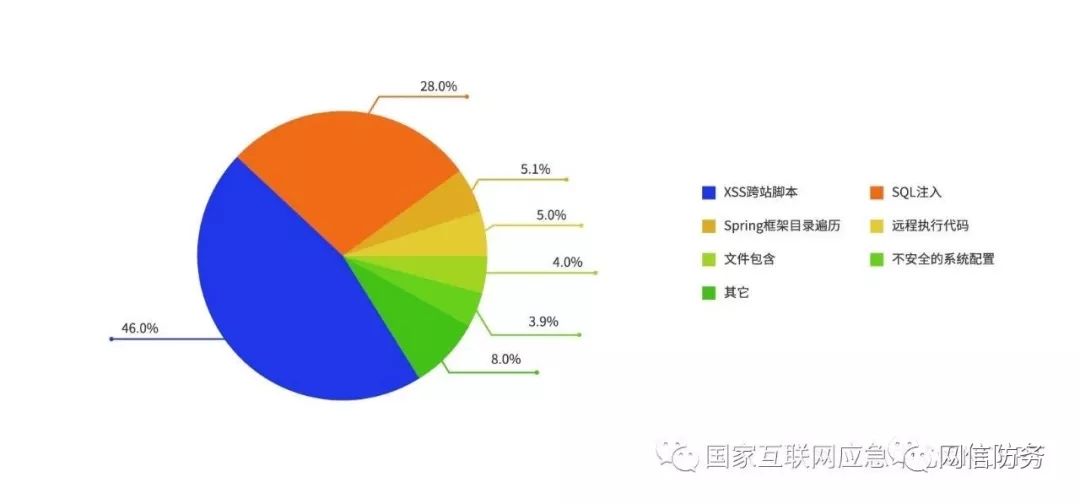 28.0%
5.1%
5.0%
4.0%
3.9%
8.0%
46.0%
XSS跨站脚本
SQL注入
Spring框架目录遍历
远程执行代码
文件包含
不安全的系统配置
其它
国家互联网应急
网信防务